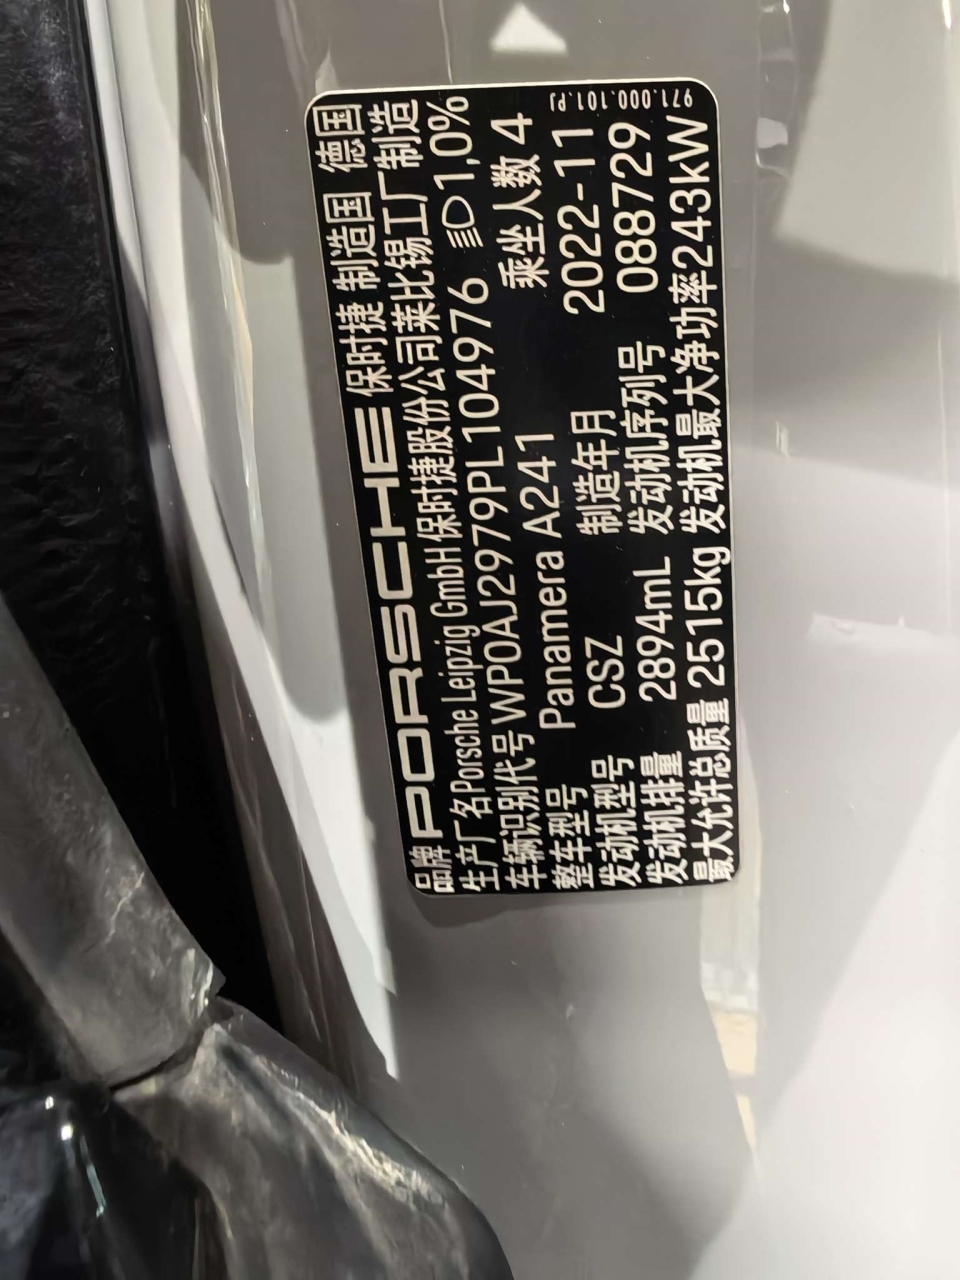 品牌 PORSCHE 保时捷 制造国 德国
生产厂名Porsche Leipzig GmbH保时捷股份公司莱比锡工厂制造
车辆识别代号 WP0AJ2979PL104976 1,0%
整车型号 Panamera A241 乘坐人数 4
发动机型号 CSZ 制造年月 2022-11
发动机排量 2894mL 发动机序列号 088729
最大允许总质量 2515kg 发动机最大净功率243kW
971.000.101.PJ